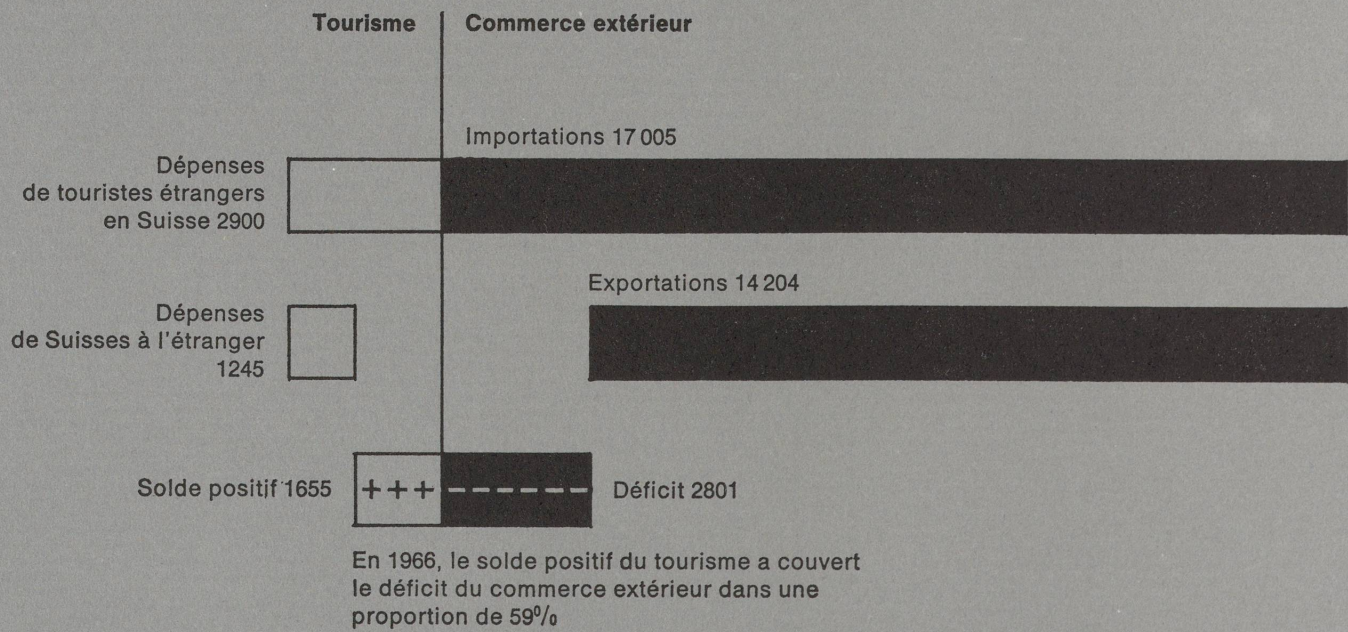 Tourisme
Commerce extérieur
Importations 17 005
Dépenses
de touristes étrangers
en Suisse 2900
Exportations 14 204
Dépenses
de Suisses à l'étranger
1245
Solde positif 1655
+++
Déficit 2801
En 1966, le solde positif du tourisme a couvert
le déficit du commerce extérieur dans une
proportion de 59%